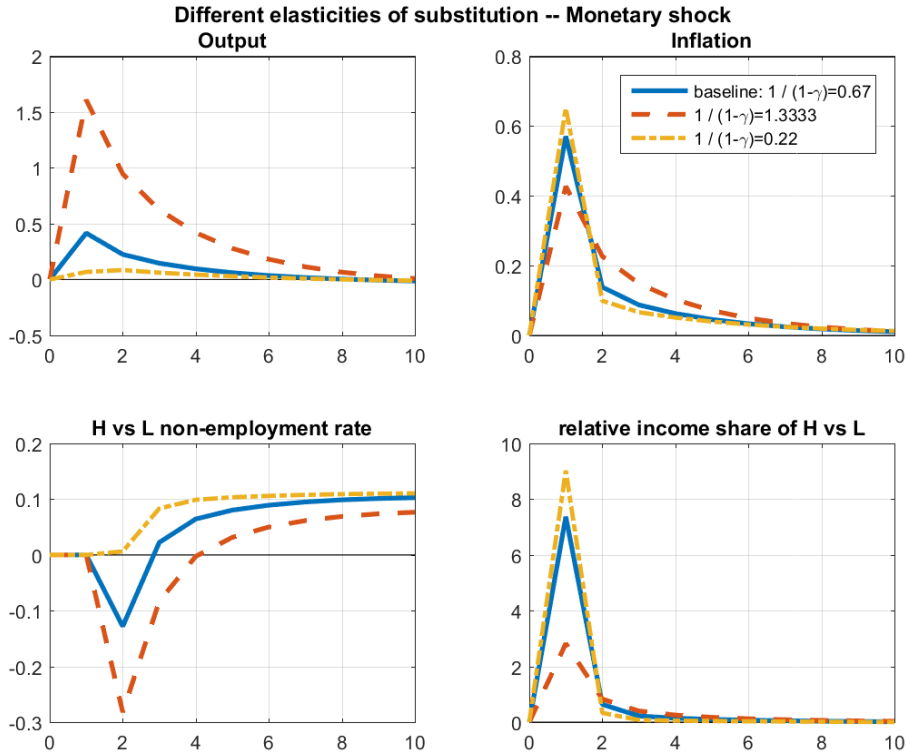 Different elasticities of substitution -- Monetary shock
Output
2
1.5
1
0.5
0
-0.5
0 2 4 6 8 10
Inflation
0.8
0.6
0.4
0.2
0
0 2 4 6 8 10
baseline: 1 / (1-γ)=0.67
1 / (1-γ)=1.3333
1 / (1-γ)=0.22
H vs L non-employment rate
0.2
0.1
0
-0.1
-0.2
-0.3
0 2 4 6 8 10
relative income share of H vs L
10
8
6
4
2
0
0 2 4 6 8 10